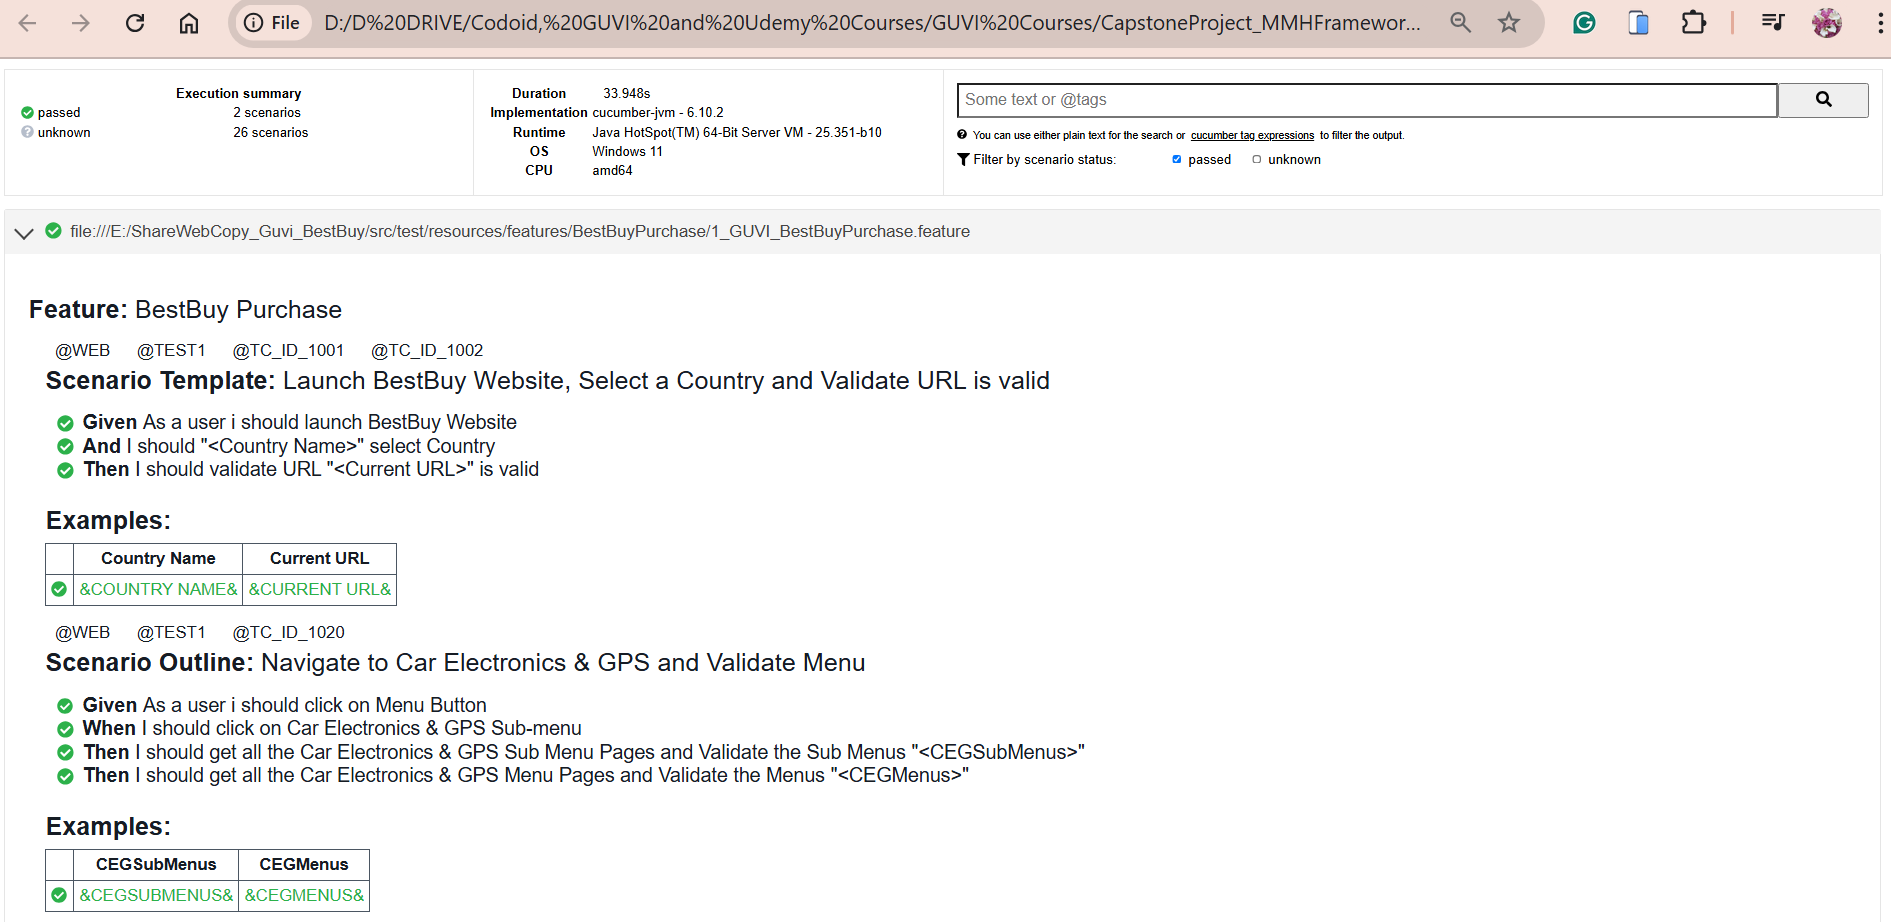 File D:/D%20DRIVE/Codoid,%20GUVI%20and%20Udemy%20Courses/GUVI%20Courses/CapstoneProject_MMHFramewor...
Execution summary
passed 2 scenarios
unknown 26 scenarios
Duration 33.948s
Implementation cucumber-jvm - 6.10.2
Runtime Java HotSpot(TM) 64-Bit Server VM - 25.351-b10
OS Windows 11
CPU amd64
Some text or @tags
You can use either plain text for the search or cucumber tag expressions to filter the output.
Filter by scenario status: passed unknown
file:///E:/ShareWebCopy_Guvi_BestBuy/src/test/resources/features/BestBuyPurchase/1_GUVI_BestBuyPurchase.feature
Feature: BestBuy Purchase
@WEB @TEST1 @TC_ID_1001 @TC_ID_1002
Scenario Template: Launch BestBuy Website, Select a Country and Validate URL is valid
Given As a user i should launch BestBuy Website
And I should "<Country Name>" select Country
Then I should validate URL "<Current URL>" is valid
Examples:
Country Name Current URL
&COUNTRY NAME& &CURRENT URL&
@WEB @TEST1 @TC_ID_1020
Scenario Outline: Navigate to Car Electronics & GPS and Validate Menu
Given As a user i should click on Menu Button
When I should click on Car Electronics & GPS Sub-menu
Then I should get all the Car Electronics & GPS Sub Menu Pages and Validate the Sub Menus "<CEGSubMenus>"
Then I should get all the Car Electronics & GPS Menu Pages and Validate the Menus "<CEGMenus>"
Examples:
CEGSubMenus CEGMenus
&CEGSUBMENUS& &CEGMENUS&